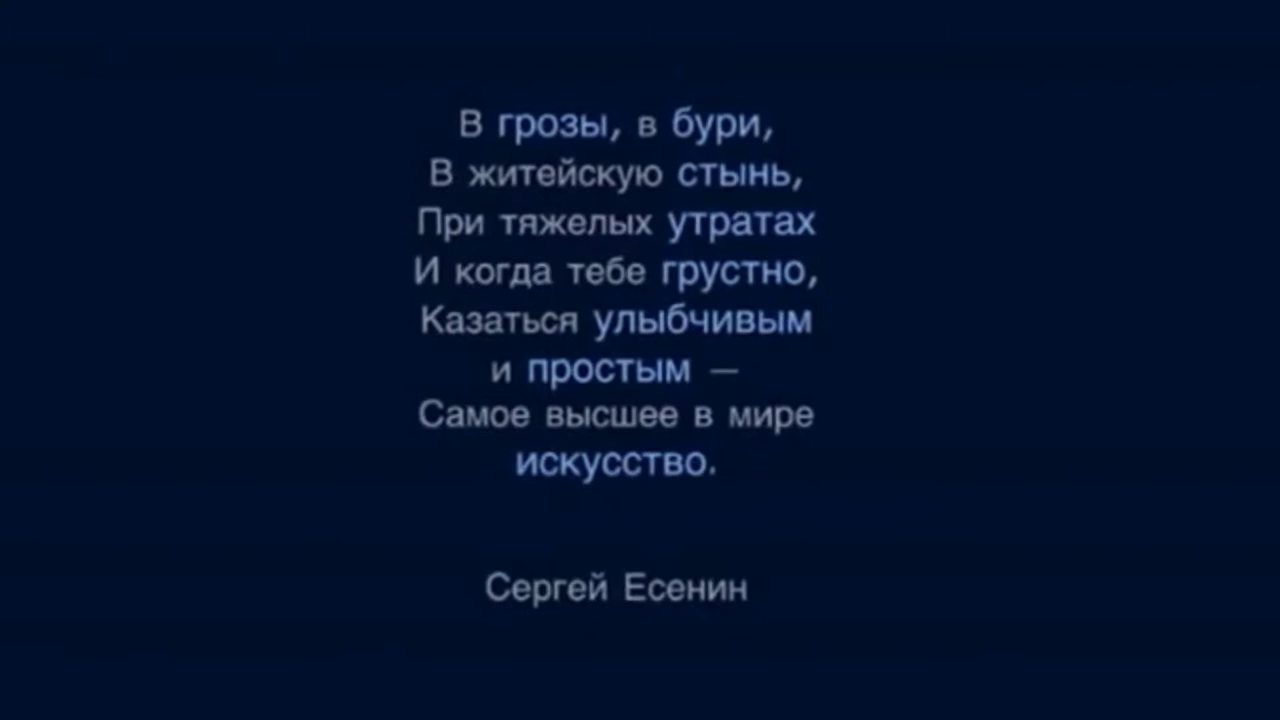 В грозы, в бури,
В житейскую стынь,
При тяжелых утратах
И когда тебе грустно,
Казаться улыбчивым
и простым —
Самое высшее в мире
искусство.
Сергей Есенин